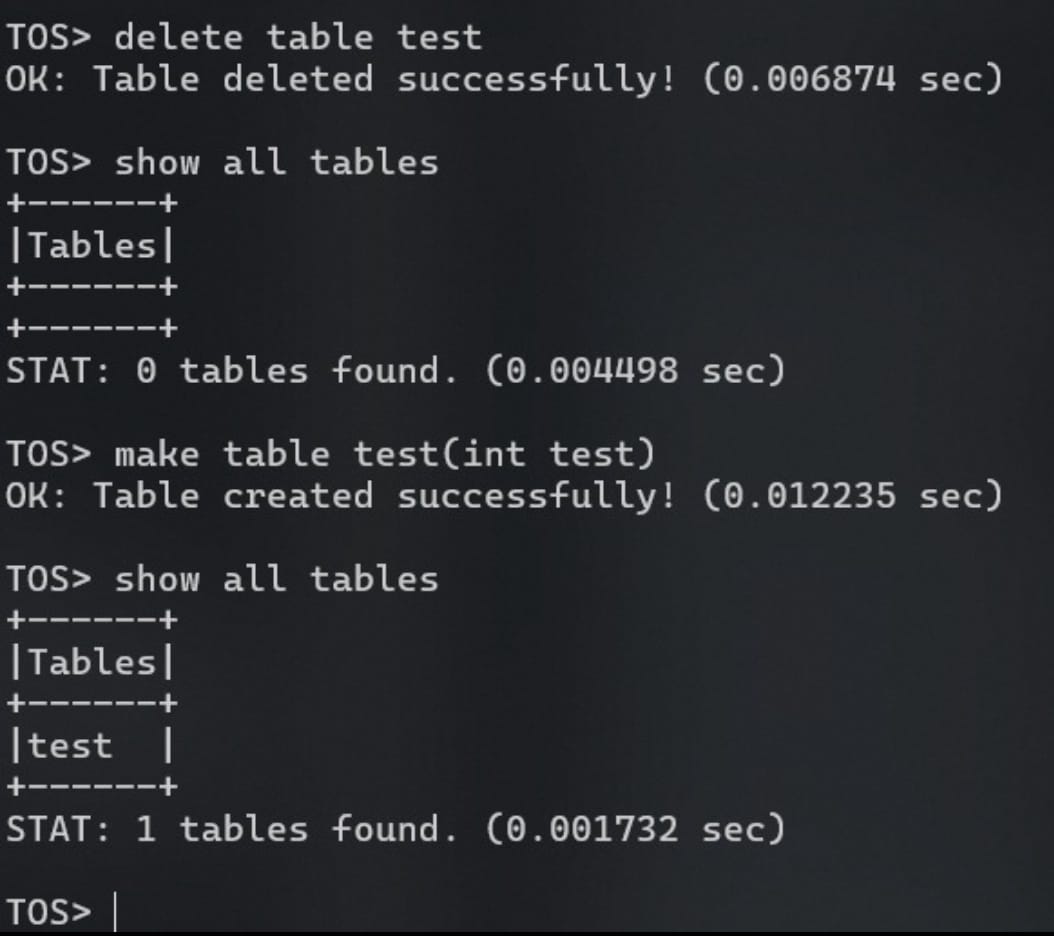 TOS> delete table test
OK: Table deleted successfully! (0.006874 sec)
TOS> show all tables
+------+
|Tables|
+------+
+------+
STAT: 0 tables found. (0.004498 sec)
TOS> make table test(int test)
OK: Table created successfully! (0.012235 sec)
TOS> show all tables
+------+
|Tables|
+------+
|test  |
+------+
STAT: 1 tables found. (0.001732 sec)
TOS>